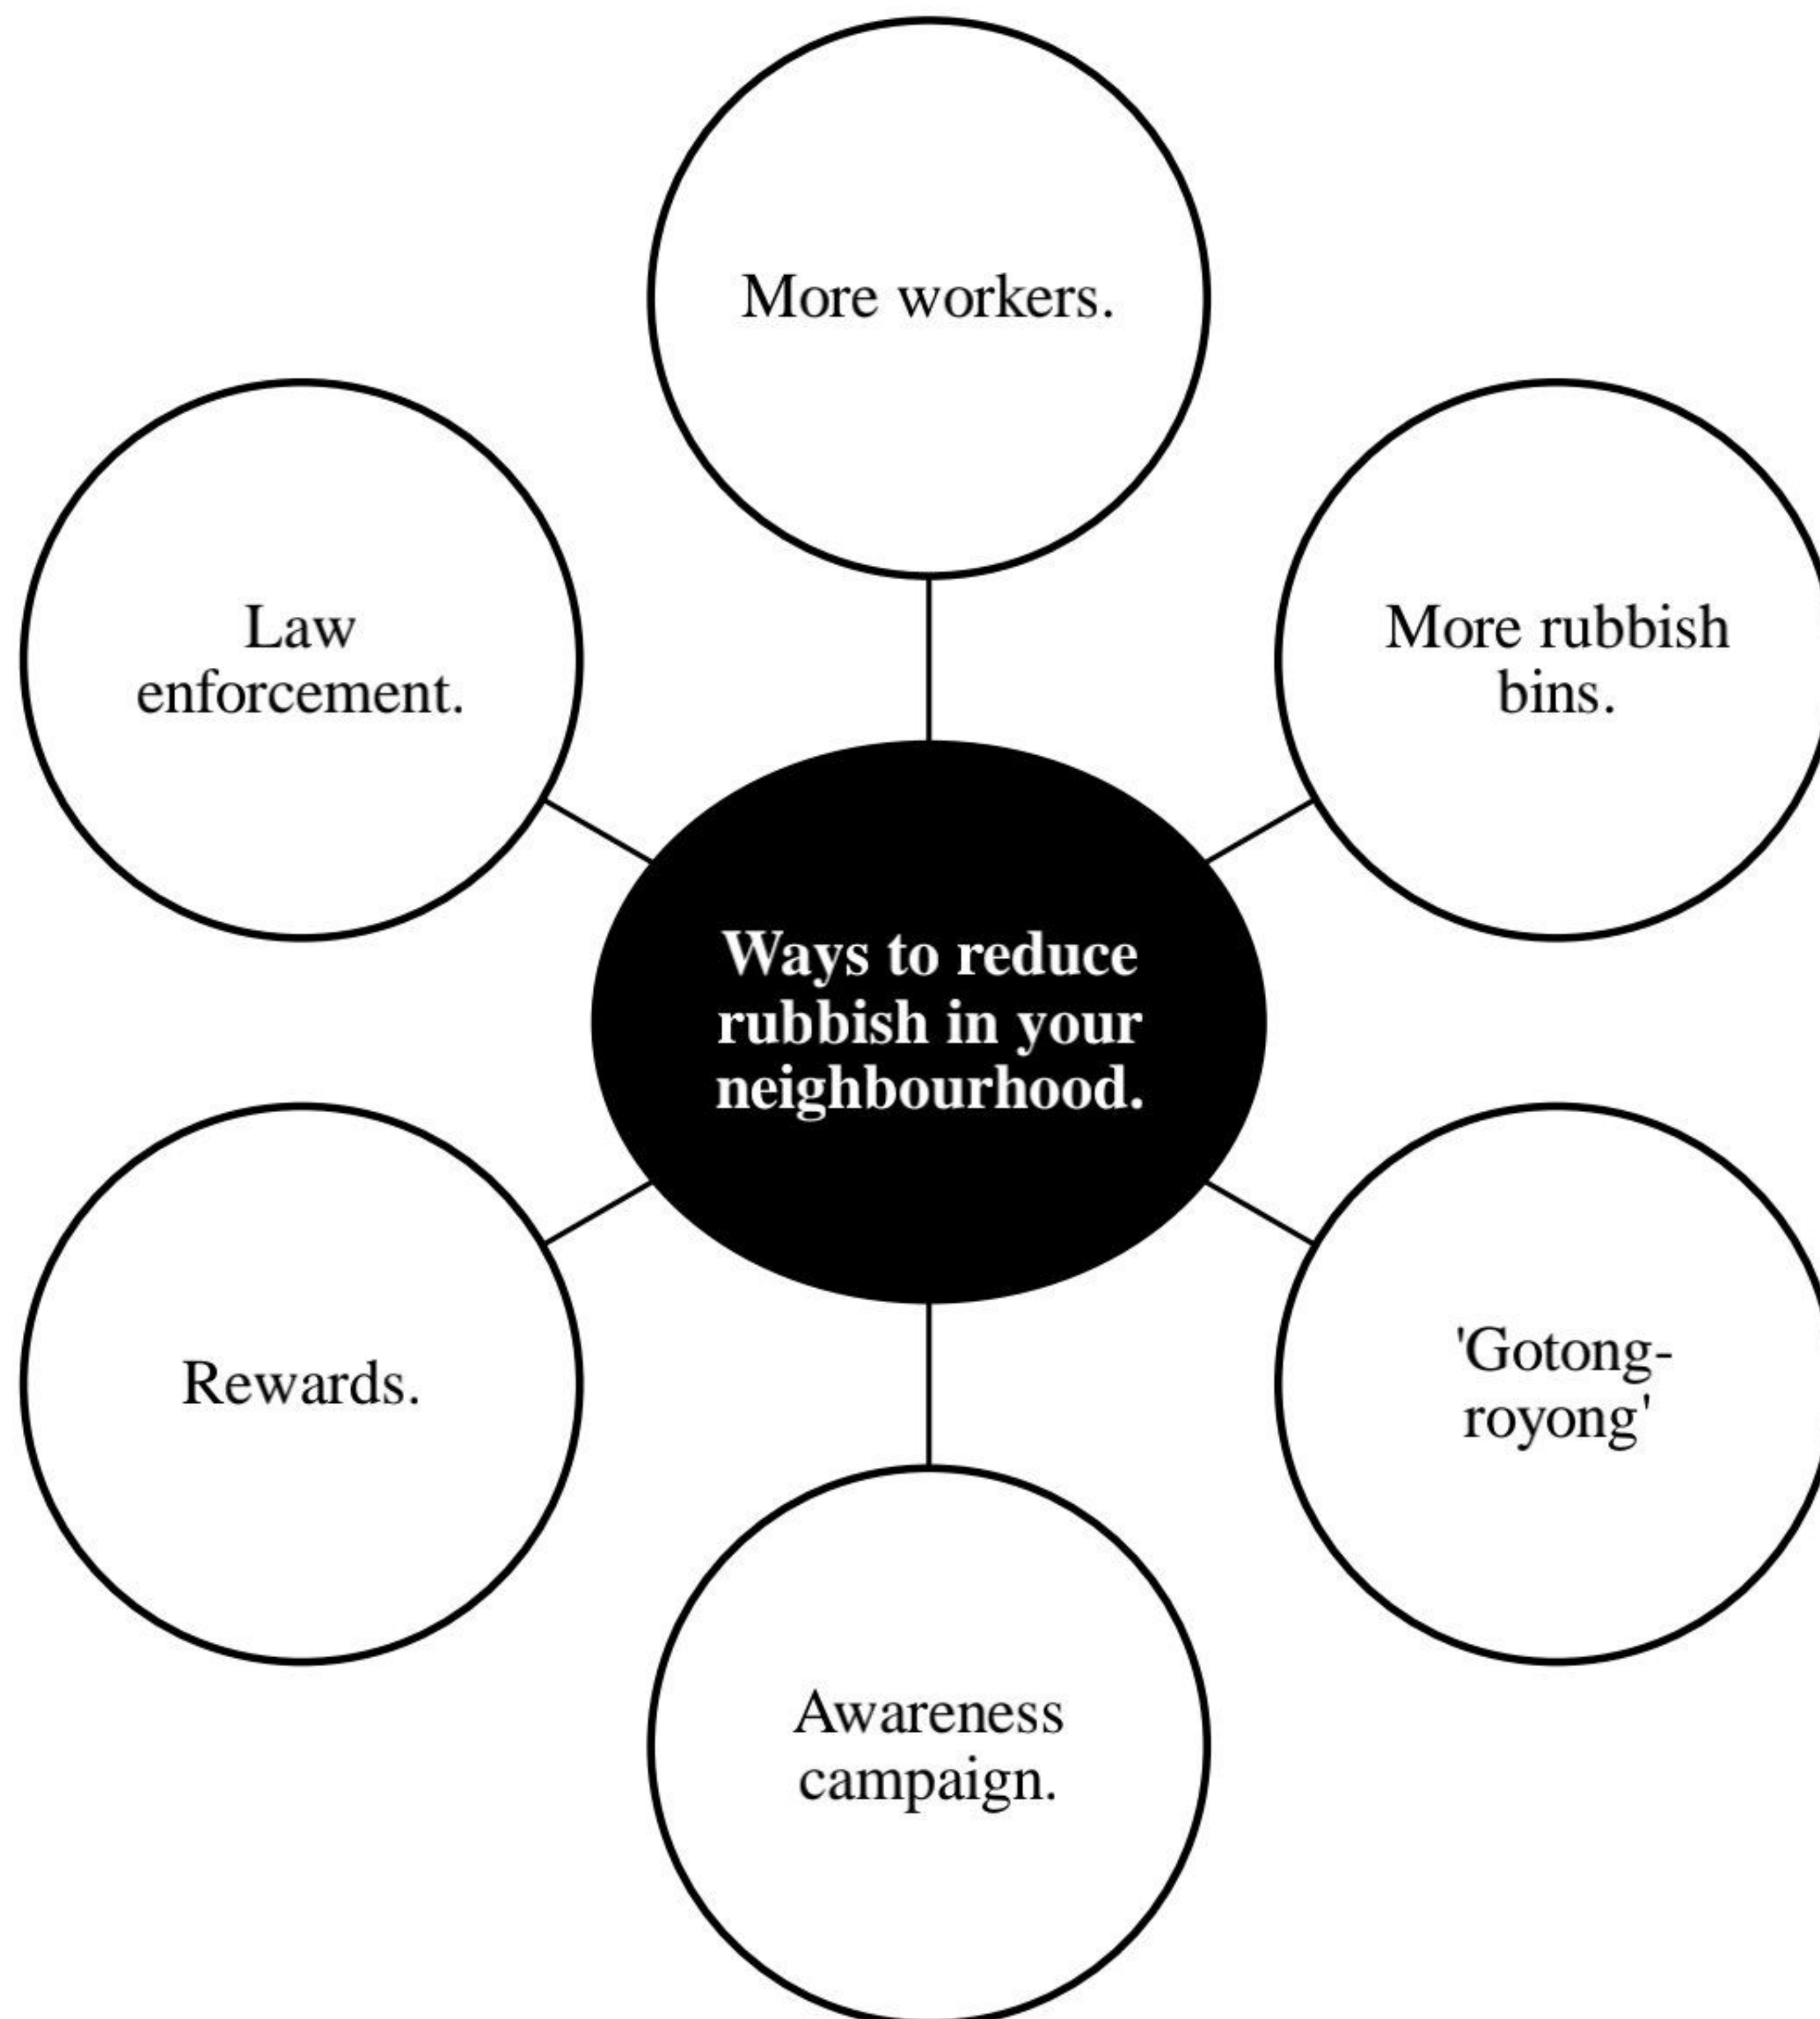 More workers.
Law
enforcement.
More rubbish
bins.
Ways to reduce
rubbish in your
neighbourhood.
Rewards.
'Gotong-
royong'
Awareness
campaign.